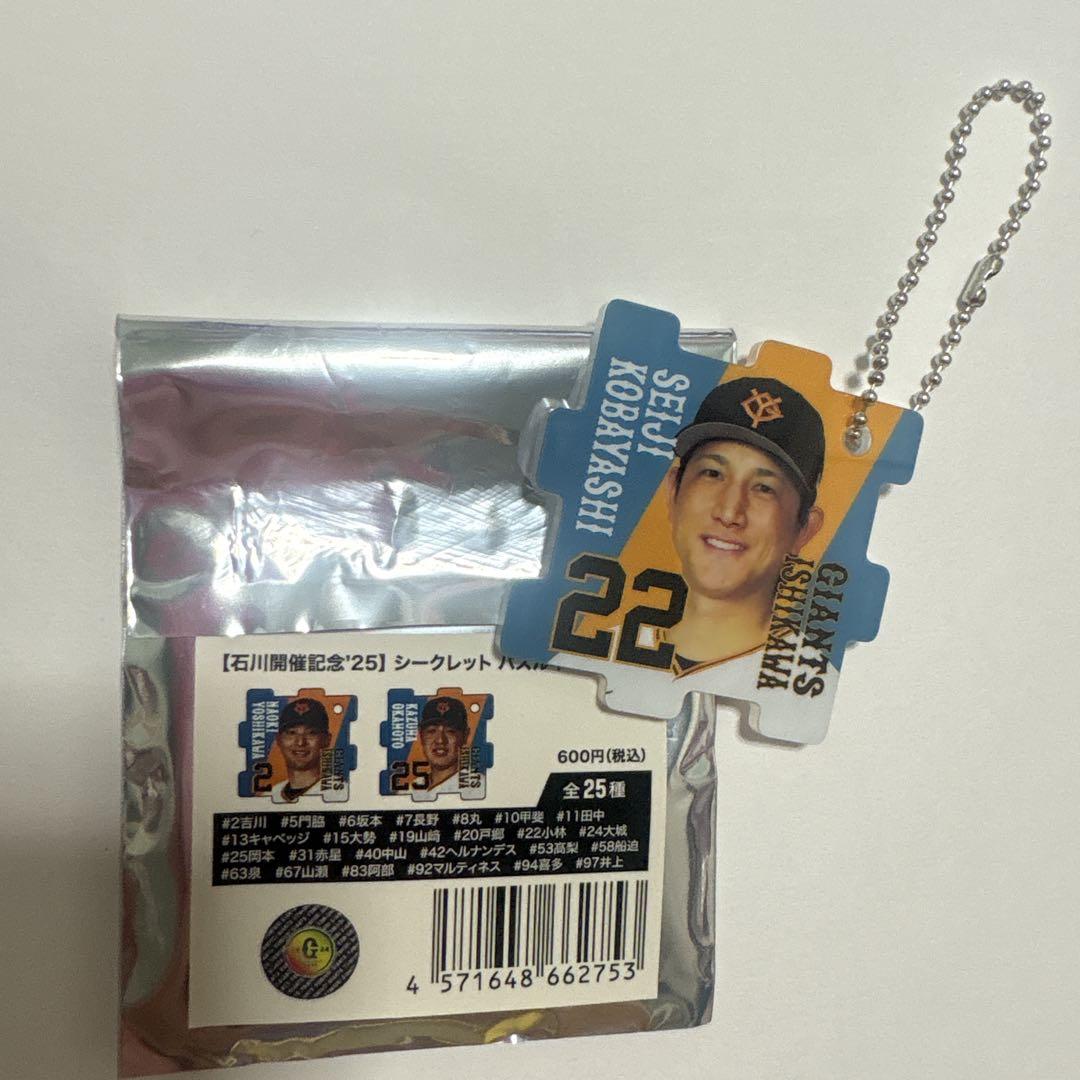 SEIJI
KOBAYASHI
22
GIANTS
ISHIKAWA
【石川開催記念'25】シークレット パズル
NAOKI
YOSHIKAWA
2
GIANTS
ISHIKAWA
KAZUMA
OKAMOTO
25
GIANTS
ISHIKAWA
600円(税込)
全25種
#2吉川 #5門脇 #6坂本 #7長野 #8丸 #10甲斐 #11田中
#13キャベッジ #15大勢 #19山﨑 #20戸郷 #22小林 #24大城
#25岡本 #31赤星 #40中山 #42ヘルナンデス #53高梨 #58船迫
#63泉 #67山瀬 #83阿部 #92マルティネス #94喜多 #97井上
G
4 571648 662753